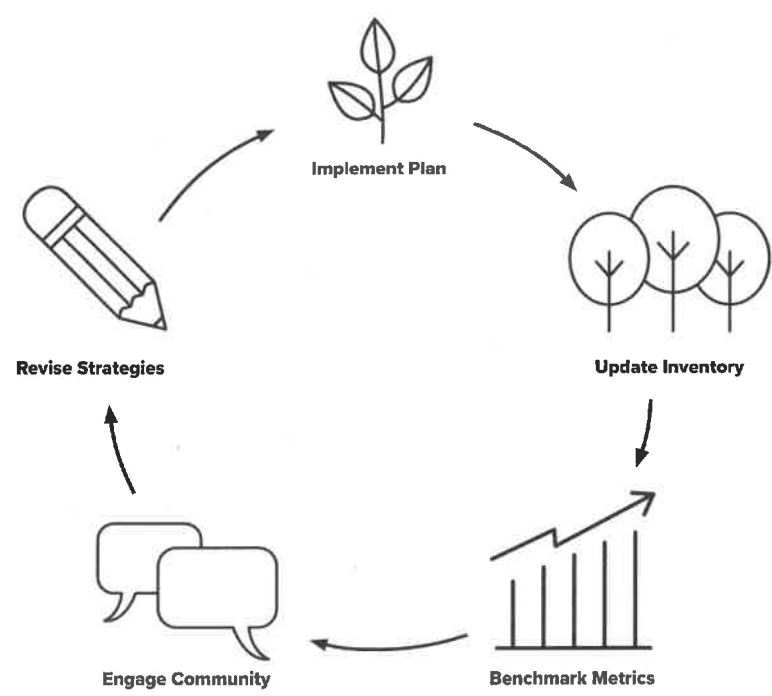 Implement Plan
Update Inventory
Benchmark Metrics
Engage Community
Revise Strategies